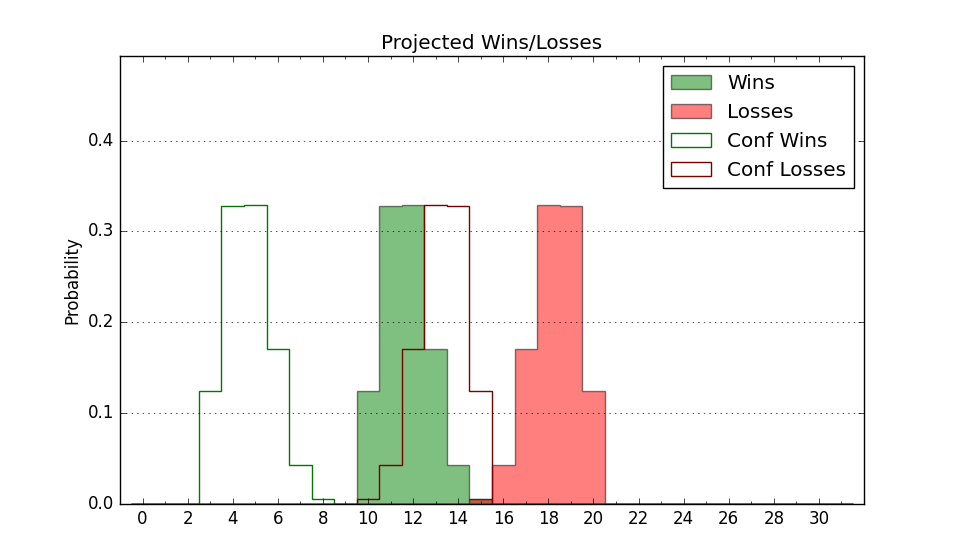 Projected Wins/Losses
Wins
Losses
Conf Wins
Conf Losses
Probability
0.4
0.3
0.2
0.1
0.0
0 2 4 6 8 10 12 14 16 18 20 22 24 26 28 30